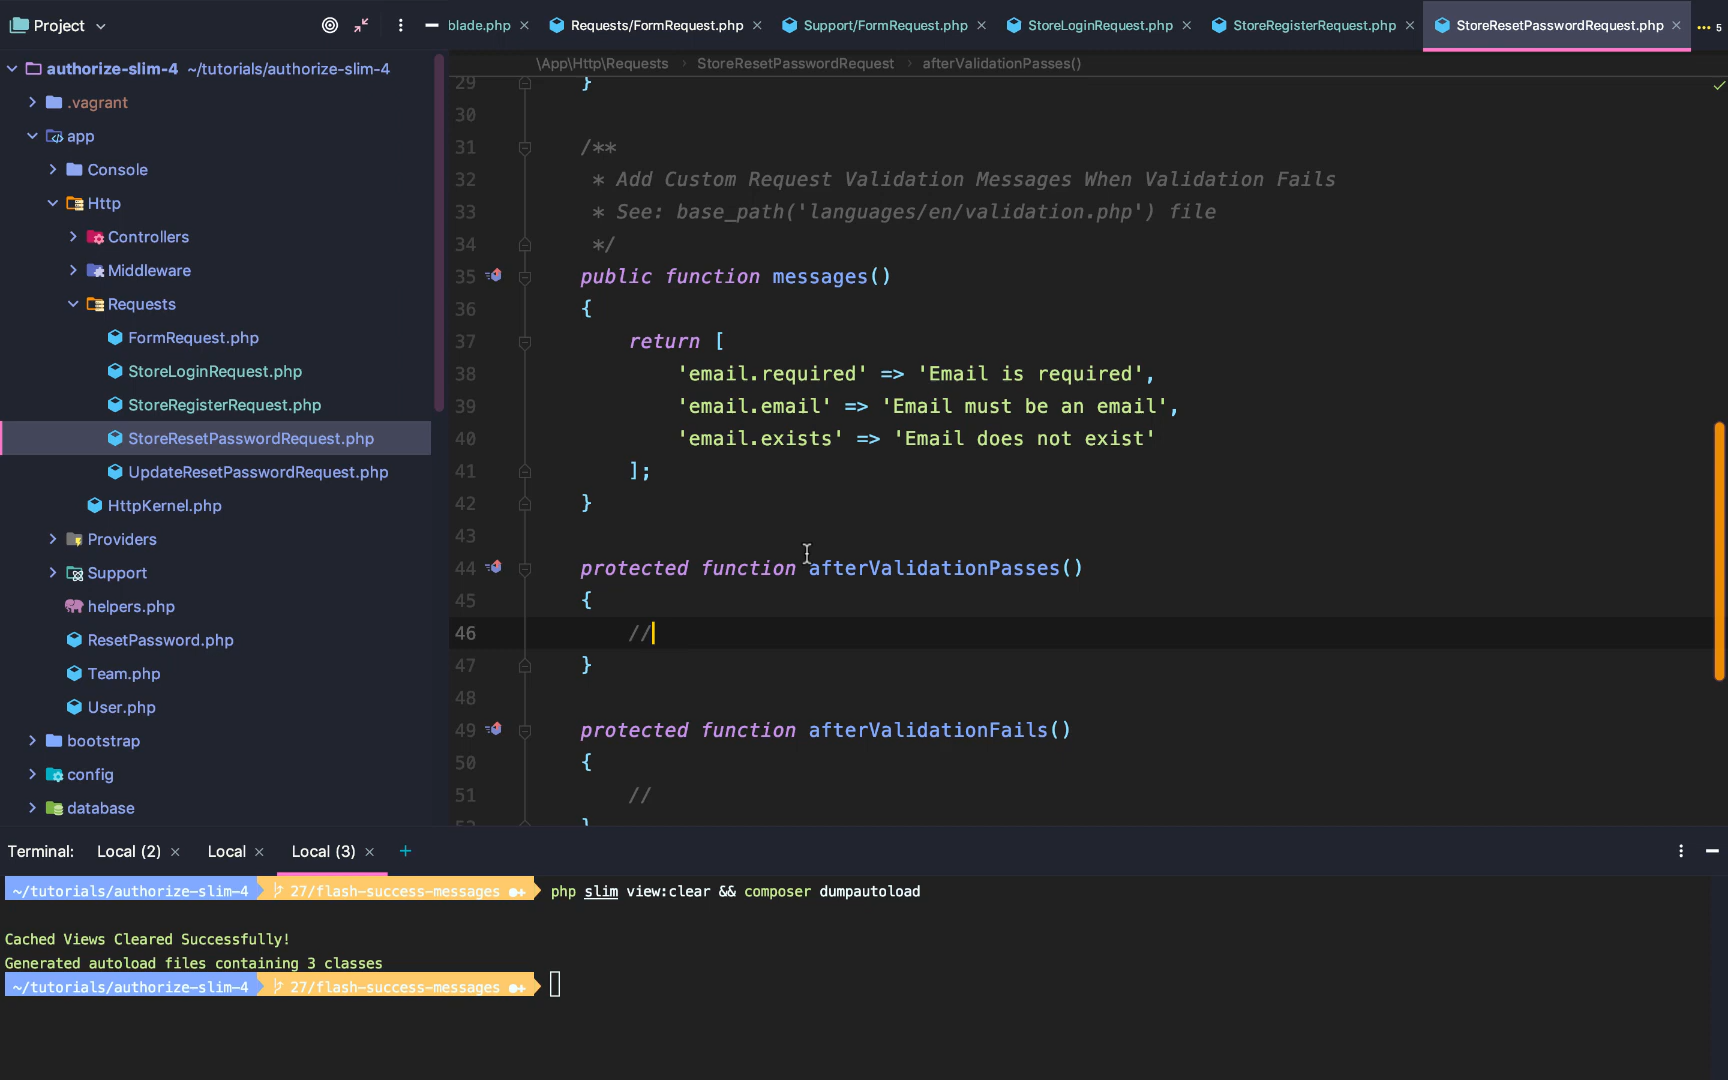 Project
blade.php
Requests/FormRequest.php
Support/FormRequest.php
StoreLoginRequest.php
StoreRegisterRequest.php
StoreResetPasswordRequest.php
5
authorize-slim-4 ~/tutorials/authorize-slim-4
.vagrant
app
Console
Http
Controllers
Middleware
Requests
FormRequest.php
StoreLoginRequest.php
StoreRegisterRequest.php
StoreResetPasswordRequest.php
UpdateResetPasswordRequest.php
HttpKernel.php
Providers
Support
helpers.php
ResetPassword.php
Team.php
User.php
bootstrap
config
database
\App\Http\Requests
StoreResetPasswordRequest
afterValidationPasses()
29 }
30
31 /**
32 * Add Custom Request Validation Messages When Validation Fails
33 * See: base_path('languages/en/validation.php') file
34 */
35 public function messages()
36 {
37 return [
38 'email.required' => 'Email is required',
39 'email.email' => 'Email must be an email',
40 'email.exists' => 'Email does not exist'
41 ];
42 }
43
44 protected function afterValidationPasses()
45 {
46 //
47 }
48
49 protected function afterValidationFails()
50 {
51 //
52 }
Terminal: Local (2) Local Local (3) +
~/tutorials/authorize-slim-4 27/flash-success-messages php slim view:clear && composer dumpautoload
Cached Views Cleared Successfully!
Generated autoload files containing 3 classes
~/tutorials/authorize-slim-4 27/flash-success-messages